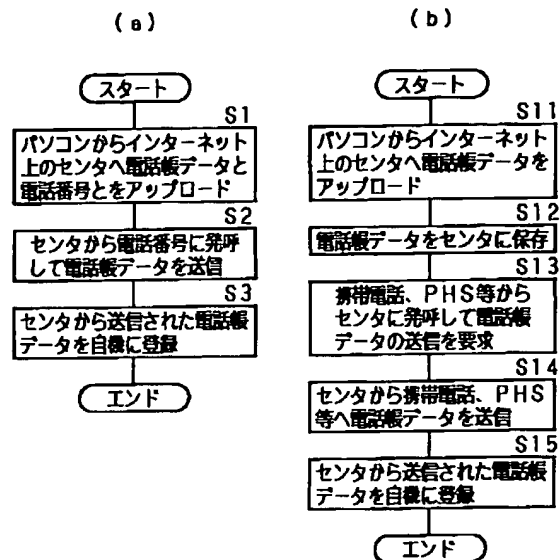 (a)
スタート
S1
パソコンからインターネット
上のセンタへ電話帳データと
電話番号とをアップロード
S2
センタから電話番号に発呼
して電話帳データを送信
S3
センタから送信された電話帳
データを自機に登録
エンド
(b)
スタート
S11
パソコンからインターネット
上のセンタへ電話帳データを
アップロード
S12
電話帳データをセンタに保存
S13
携帯電話、PHS等から
センタに発呼して電話帳
データの送信を要求
S14
センタから携帯電話、PHS
等へ電話帳データを送信
S15
センタから送信された電話帳
データを自機に登録
エンド